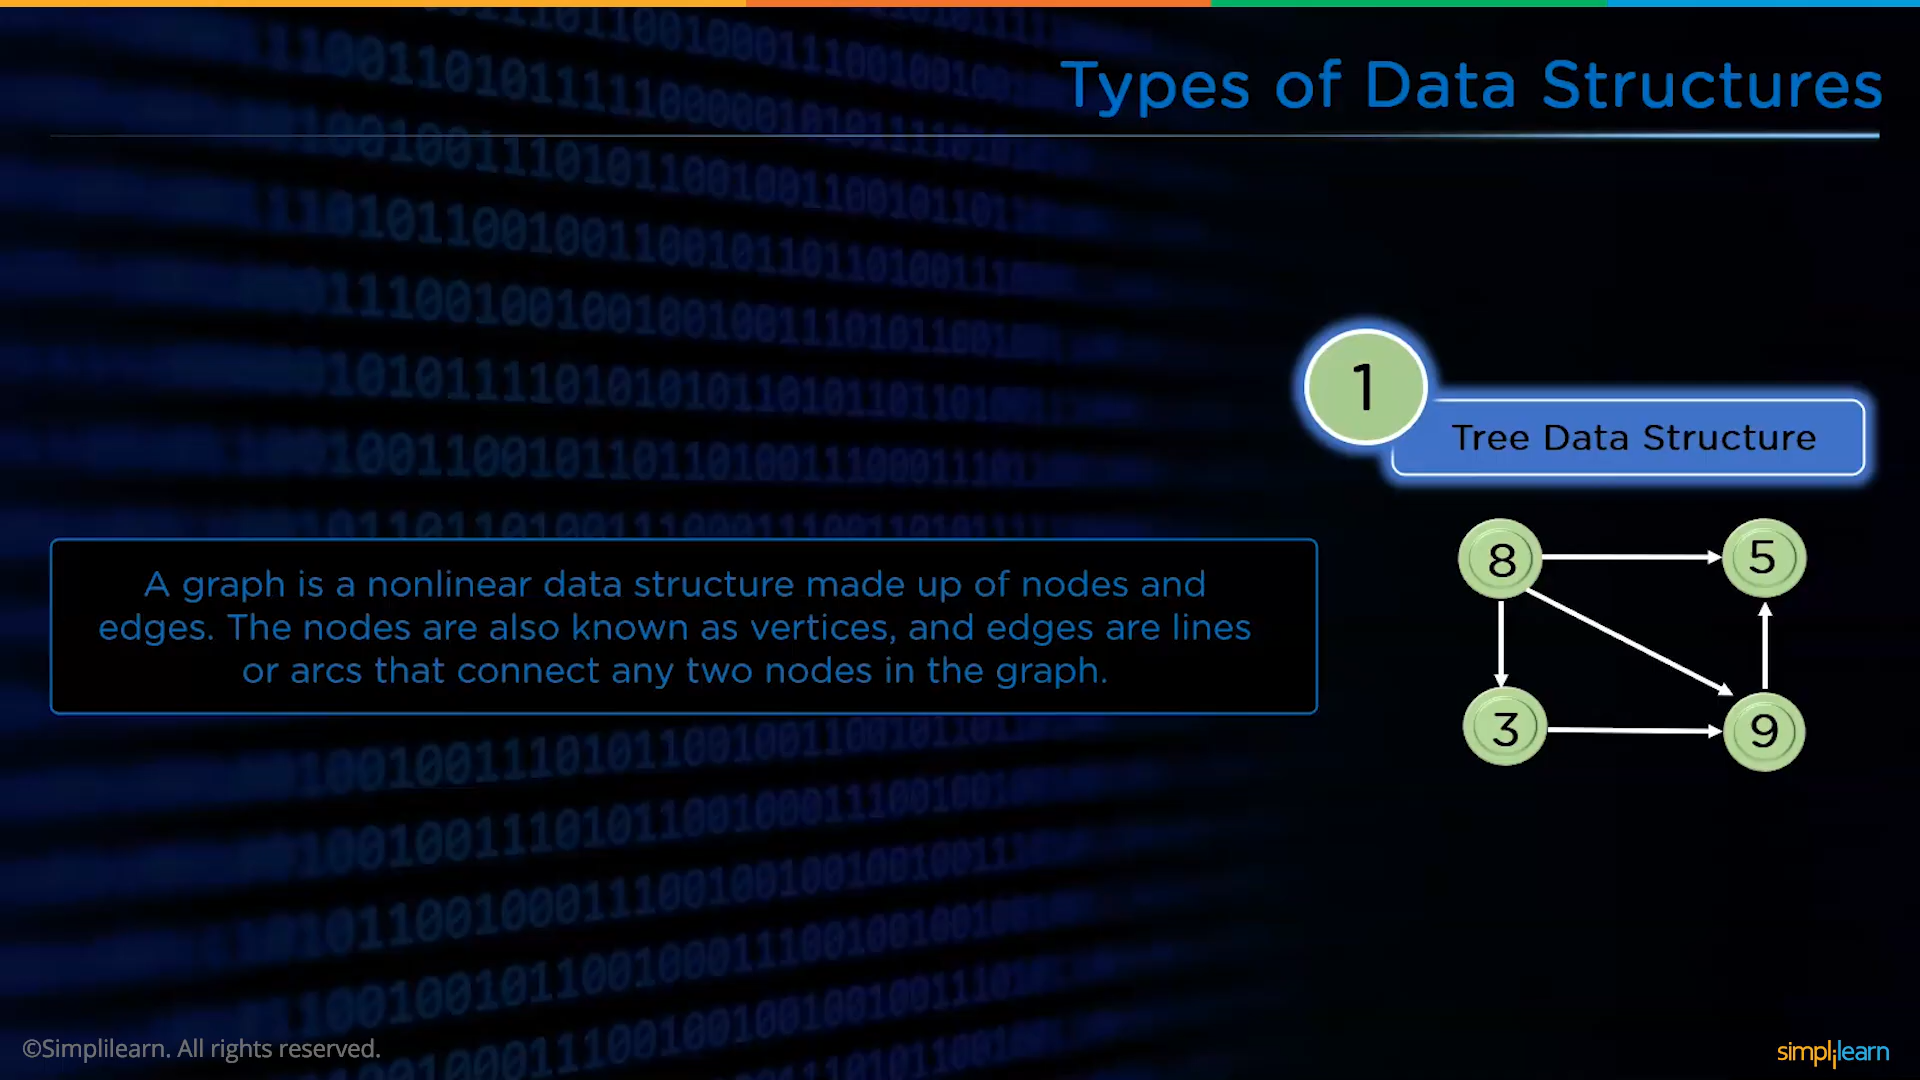 Types of Data Structures
1
Tree Data Structure
8
5
A graph is a nonlinear data structure made up of nodes and
edges. The nodes are also known as vertices, and edges are lines
or arcs that connect any two nodes in the graph.
3
9
©Simplilearn. All rights reserved.
simplilearn